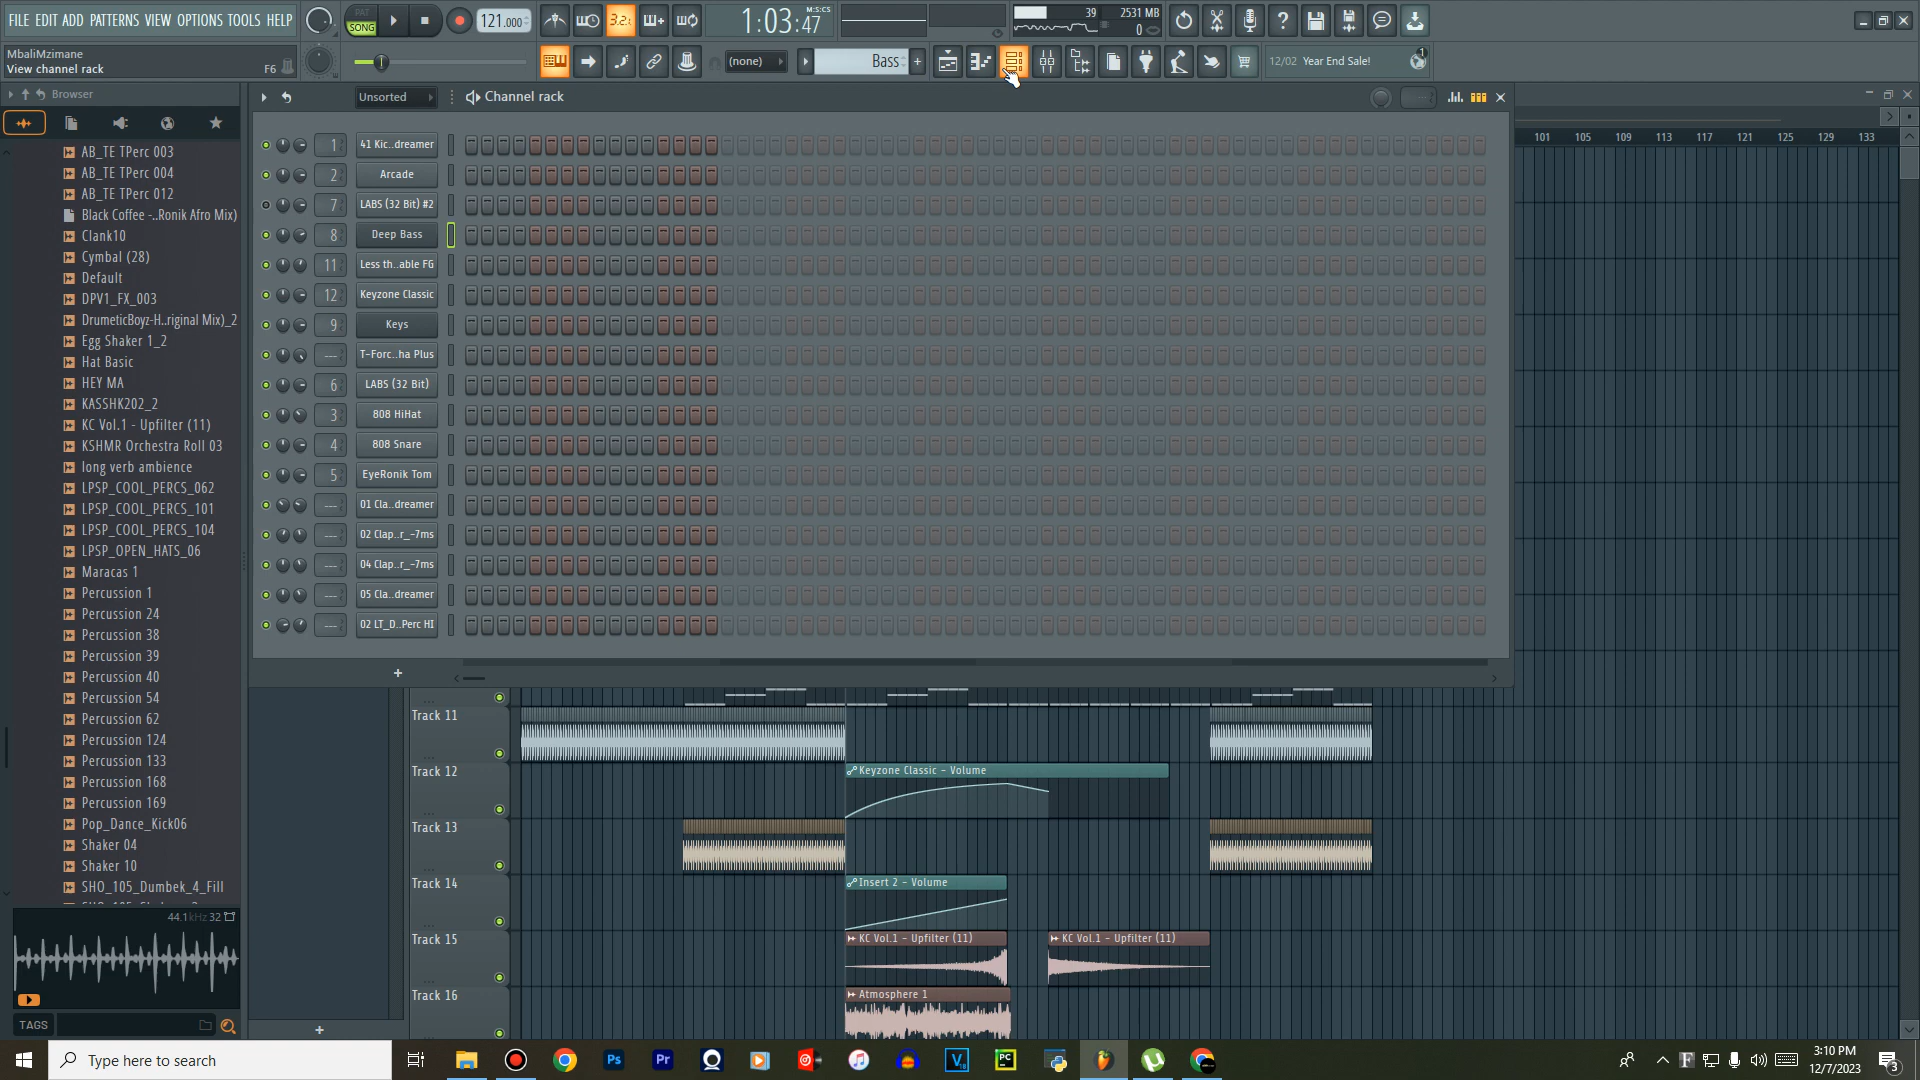 FILE EDIT ADD PATTERNS VIEW OPTIONS TOOLS HELP
PAT
SONG
121.000
3.2.
1:03:47
M:S:CS
39
2531 MB
0
MbaliMzimane
View channel rack
F6
(none)
Bass
12/02 Year End Sale!
1
Browser
Unsorted
Channel rack
AB_TE TPerc 003
AB_TE TPerc 004
AB_TE TPerc 012
Black Coffee -..Ronik Afro Mix)
Clank10
Cymbal (28)
Default
DPV1_FX_003
DrumeticBoyz-H..riginal Mix)_2
Egg Shaker 1_2
Hat Basic
HEY MA
KASSHK202_2
KC Vol.1 - Upfilter (11)
KSHMR Orchestra Roll 03
long verb ambience
LPSP_COOL_PERCS_062
LPSP_COOL_PERCS_101
LPSP_COOL_PERCS_104
LPSP_OPEN_HATS_06
Maracas 1
Percussion 1
Percussion 24
Percussion 38
Percussion 39
Percussion 40
Percussion 54
Percussion 62
Percussion 124
Percussion 133
Percussion 168
Percussion 169
Pop_Dance_Kick06
Shaker 04
Shaker 10
SHO_105_Dumbek_4_Fill
44.1kHz 32
TAGS
1 41 Kic..dreamer
2 Arcade
7 LABS (32 Bit) #2
8 Deep Bass
11 Less th..able FG
12 Keyzone Classic
9 Keys
--- T-Forc..ha Plus
6 LABS (32 Bit)
3 808 HiHat
4 808 Snare
5 EyeRonik Tom
--- 01 Cla..dreamer
--- 02 Clap..r_-7ms
--- 04 Clap..r_-7ms
--- 05 Cla..dreamer
--- 02 LT_D..Perc HI
101 105 109 113 117 121 125 129 133
Track 11
Track 12
Keyzone Classic - Volume
Track 13
Track 14
Insert 2 - Volume
Track 15
KC Vol.1 - Upfilter (11)
KC Vol.1 - Upfilter (11)
Track 16
Atmosphere 1
Type here to search
3:10 PM
12/7/2023
3